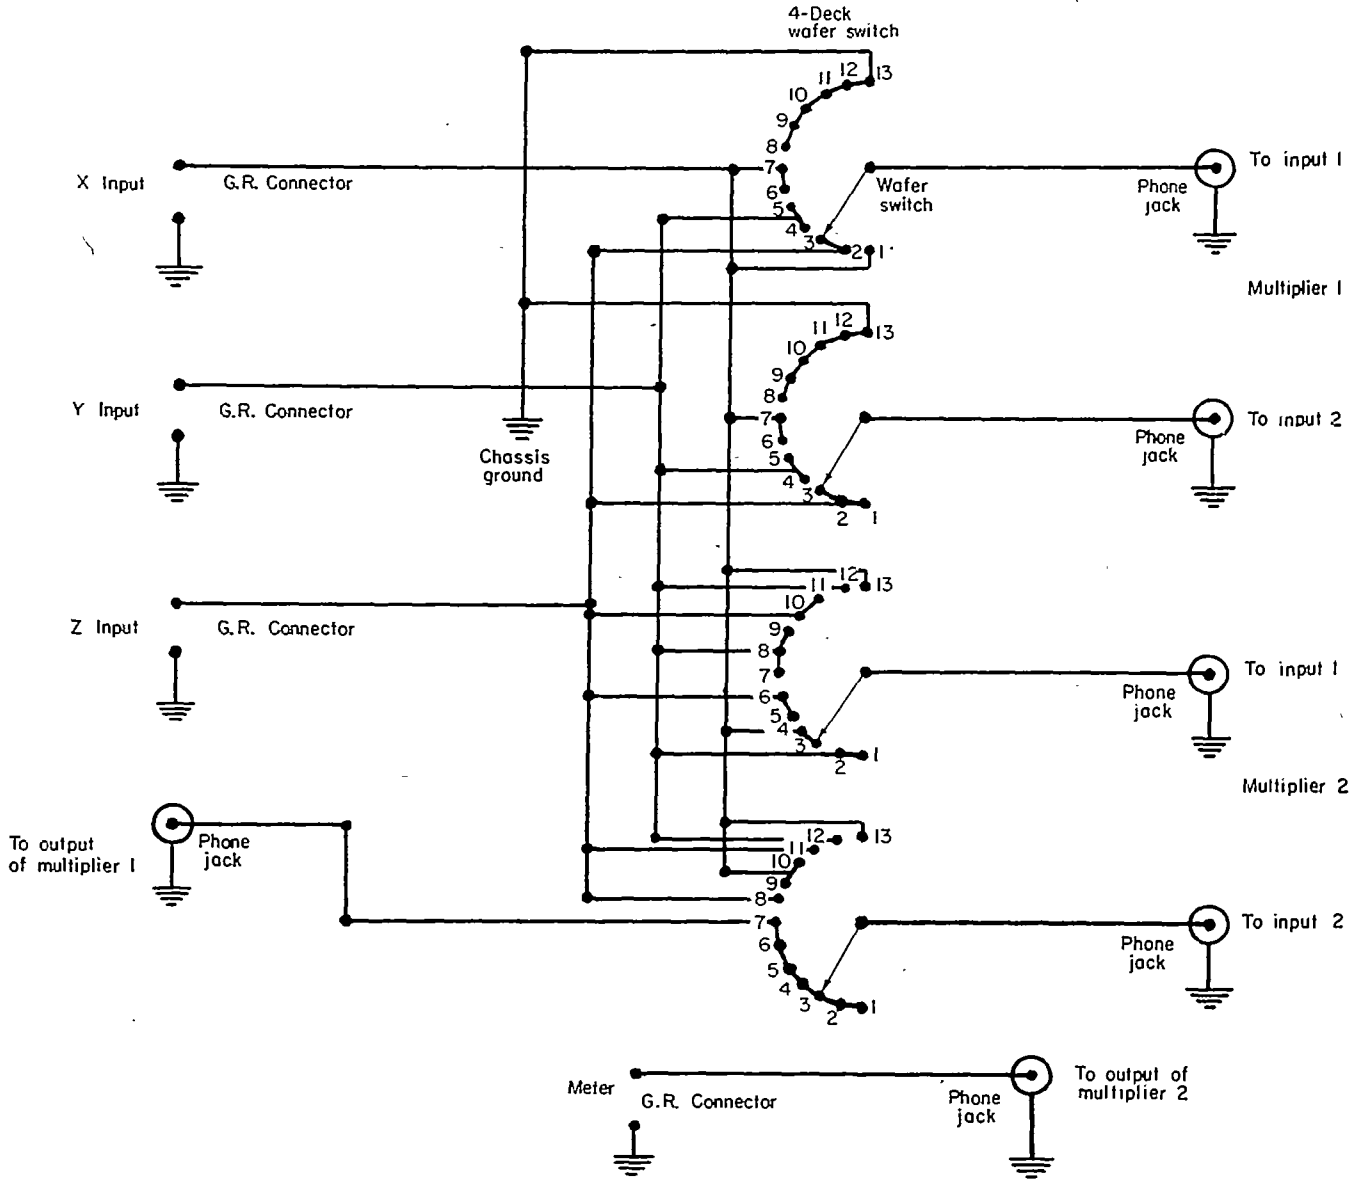 4-Deck
wafer switch
13
12
11
10
9
8
7
6
5
4
3
2
1
X Input
G.R. Connector
Wafer
switch
Phone
jack
To input 1
Multiplier 1
13
12
11
10
9
8
7
6
5
4
3
2
1
Y Input
G.R. Connector
Chassis
ground
Phone
jack
To input 2
13
12
11
10
9
8
7
6
5
4
3
2
1
Z Input
G.R. Connector
Phone
jack
To input 1
Multiplier 2
To output
of multiplier 1
Phone
jack
13
12
11
10
9
8
7
6
5
4
3
2
1
Phone
jack
To input 2
Meter
G.R. Connector
Phone
jack
To output of
multiplier 2